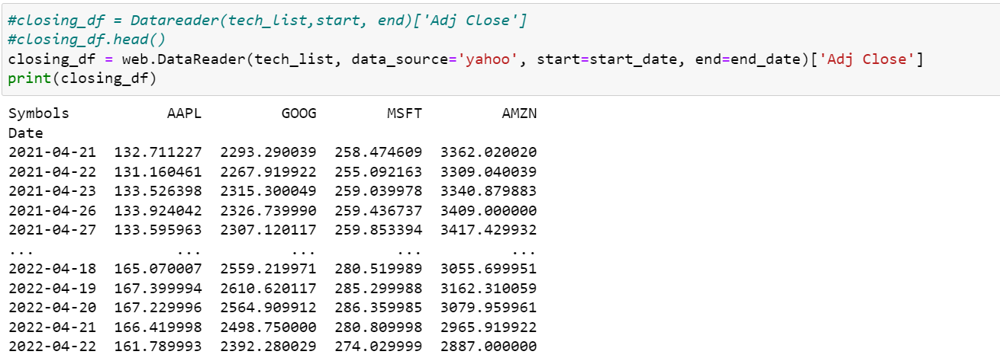 #closing_df = Datareader(tech_list,start, end)['Adj Close']
#closing_df.head()
closing_df = web.DataReader(tech_list, data_source='yahoo', start=start_date, end=end_date)['Adj Close']
print(closing_df)
Symbols AAPL GOOG MSFT AMZN
Date
2021-04-21 132.711227 2293.290039 258.474609 3362.020020
2021-04-22 131.160461 2267.919922 255.092163 3309.040039
2021-04-23 133.526398 2315.300049 259.039978 3340.879883
2021-04-26 133.924042 2326.739990 259.436737 3409.000000
2021-04-27 133.595963 2307.120117 259.853394 3417.429932
... ... ... ... ...
2022-04-18 165.070007 2559.219971 280.519989 3055.699951
2022-04-19 167.399994 2610.620117 285.299988 3162.310059
2022-04-20 167.229996 2564.909912 286.359985 3079.959961
2022-04-21 166.419998 2498.750000 280.809998 2965.919922
2022-04-22 161.789993 2392.280029 274.029999 2887.000000